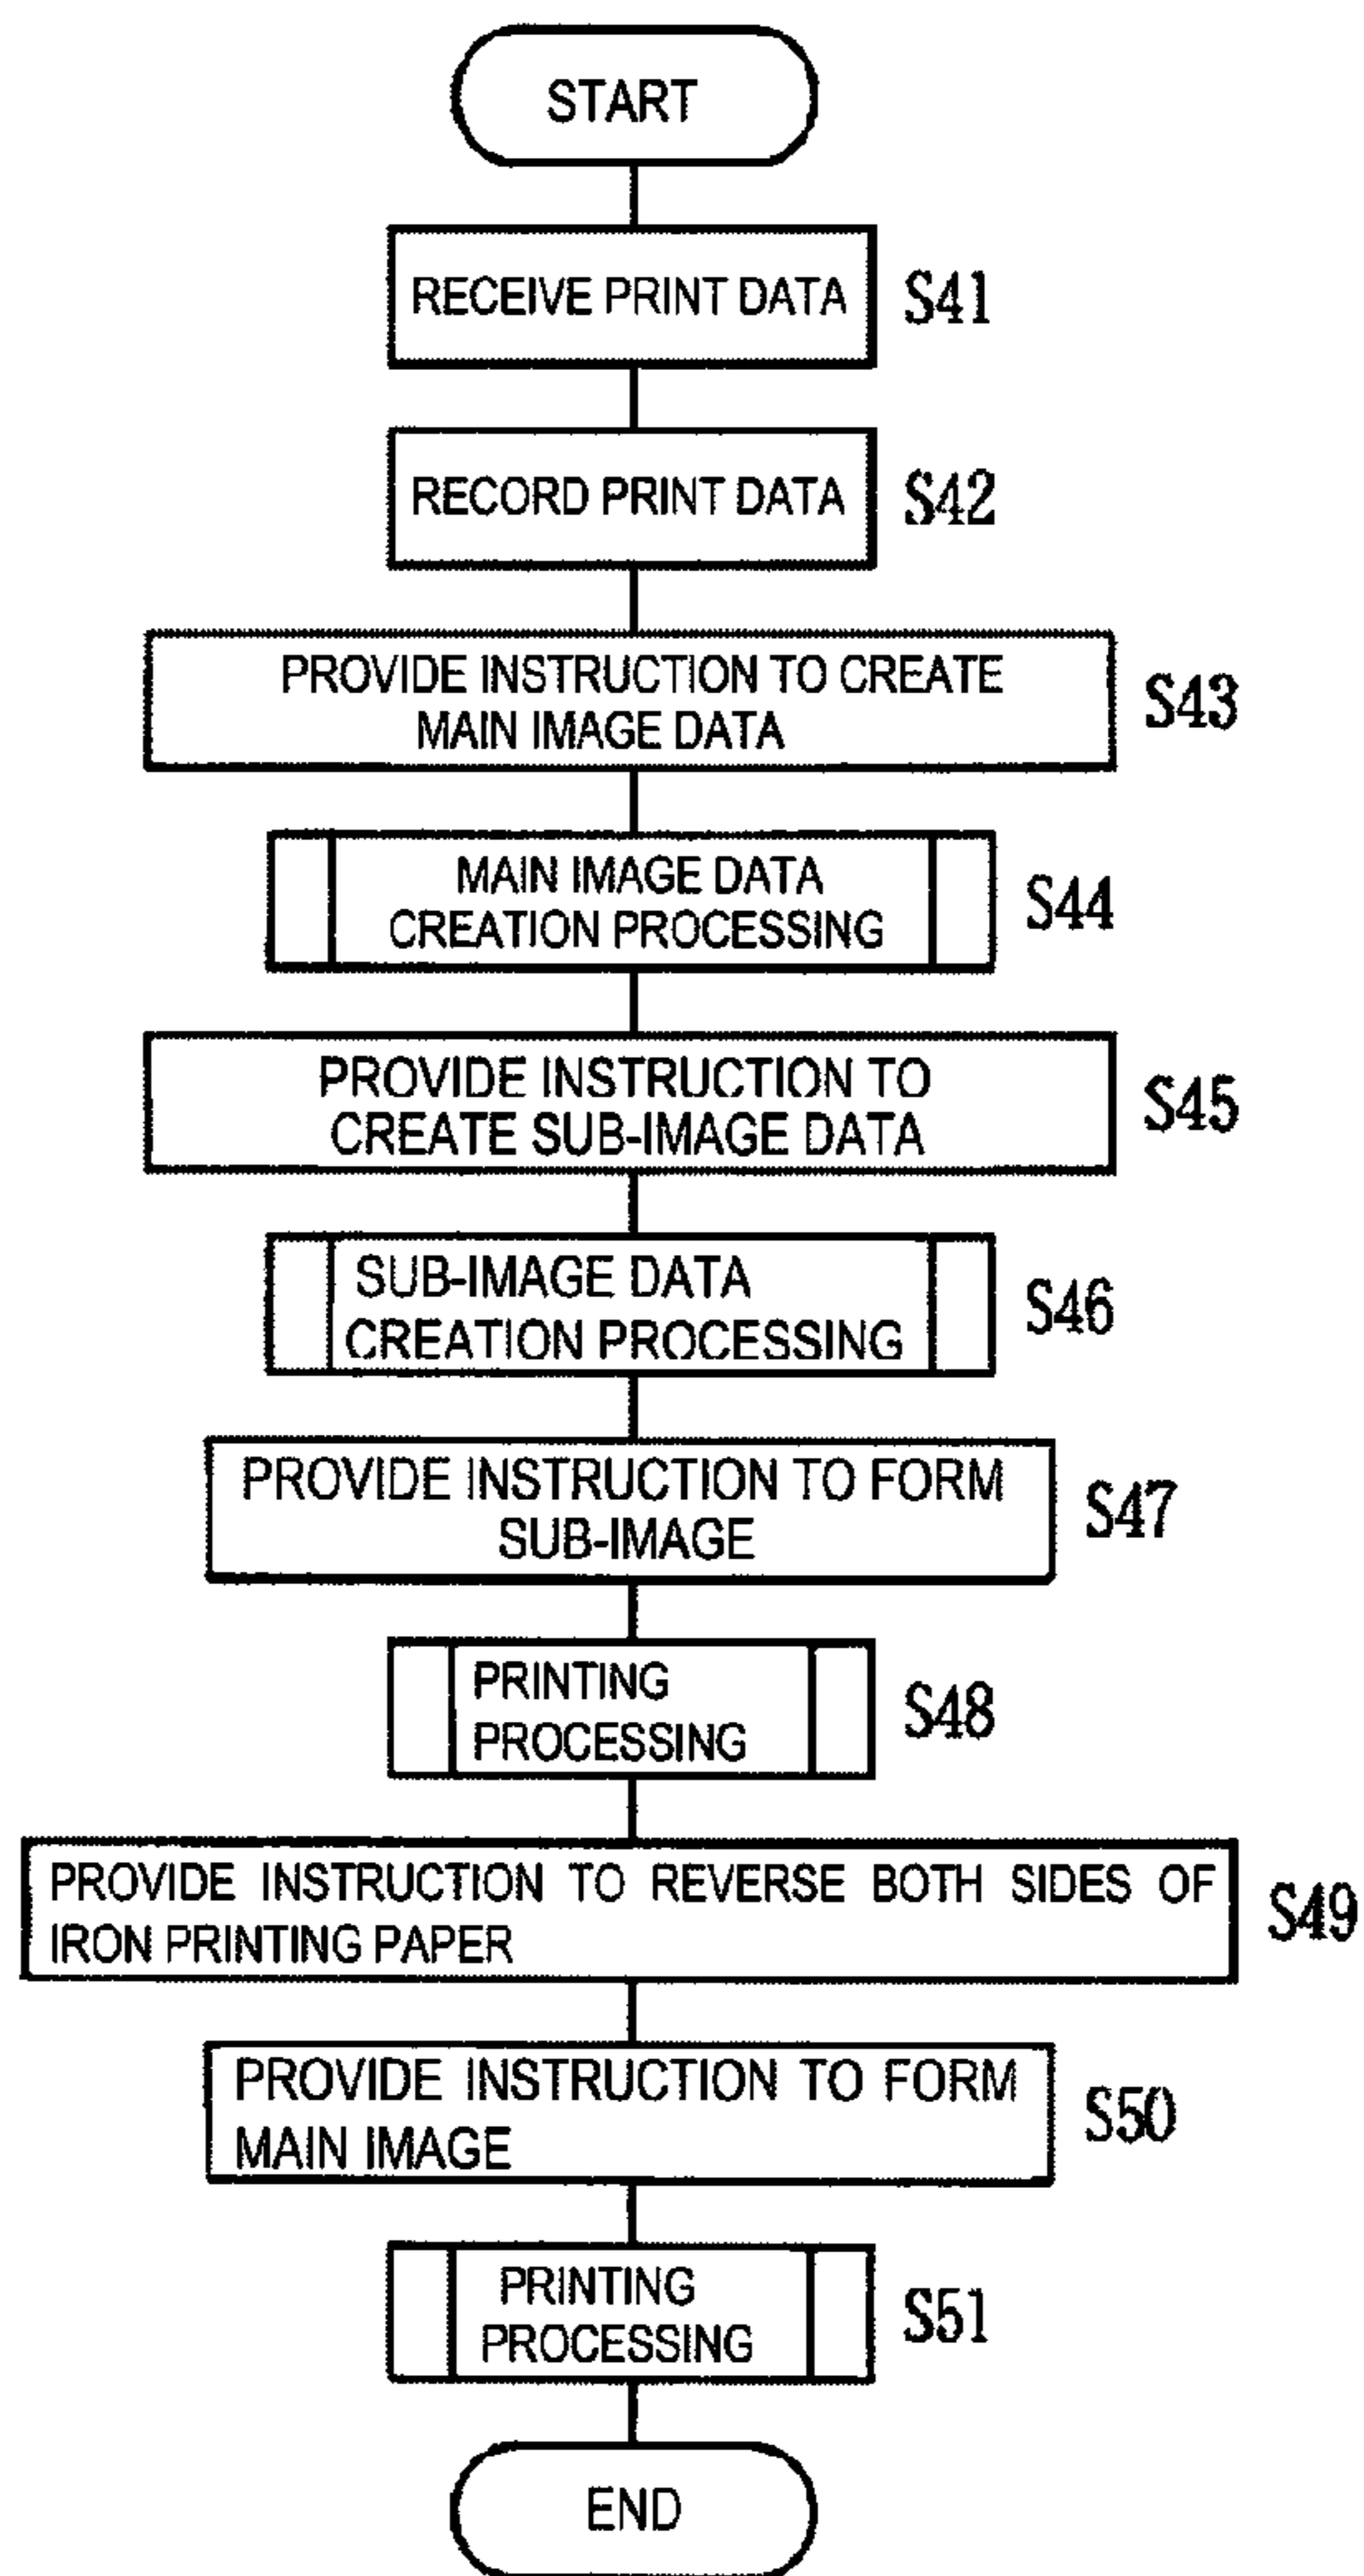 START
RECEIVE PRINT DATA S41
RECORD PRINT DATA S42
PROVIDE INSTRUCTION TO CREATE
MAIN IMAGE DATA
S43
MAIN IMAGE DATA
CREATION PROCESSING
S44
PROVIDE INSTRUCTION TO
CREATE SUB-IMAGE DATA
S45
SUB-IMAGE DATA
CREATION PROCESSING
S46
PROVIDE INSTRUCTION TO FORM
SUB-IMAGE
S47
PRINTING
PROCESSING
S48
PROVIDE INSTRUCTION TO REVERSE BOTH SIDES OF
IRON PRINTING PAPER
S49
PROVIDE INSTRUCTION TO FORM
MAIN IMAGE
S50
PRINTING
PROCESSING
S51
END